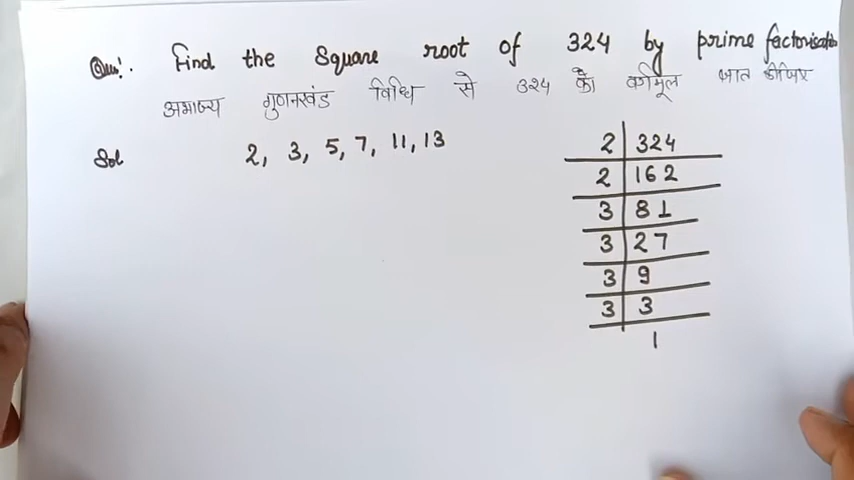 Ques: Find the Square root of 324 by prime factorisation
अभाज्य गुणनखंड विधि से 324 का वर्गमूल ज्ञात कीजिए
Sol 2, 3, 5, 7, 11, 13
2 324
2 162
3 81
3 27
3 9
3 3
1